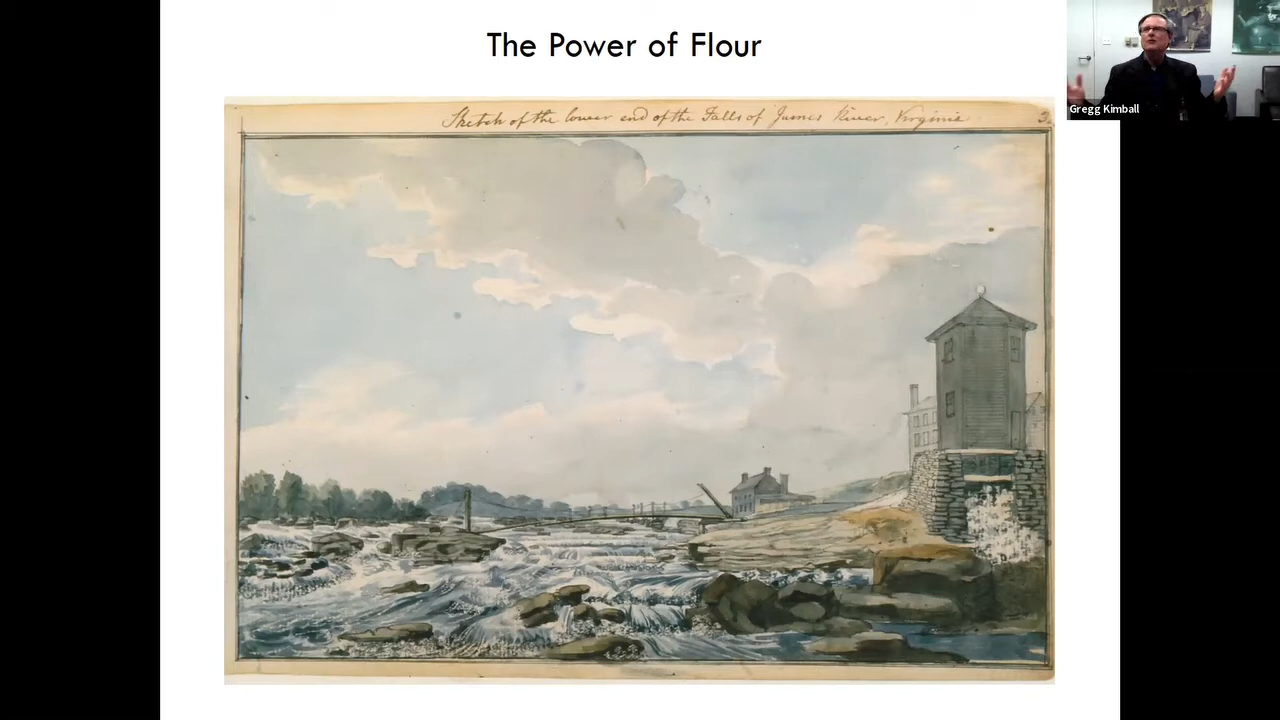 The Power of Flour
Gregg Kimball
Sketch of the lower end of the Falls of James River, Virginia